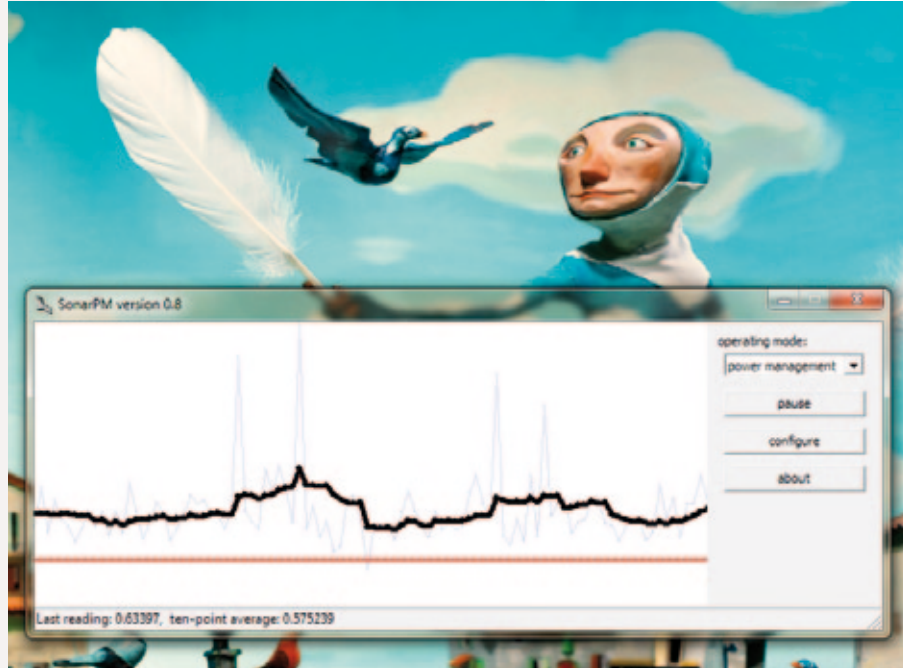 SonarPM version 0.8
operating mode:
power management
pause
configure
about
Last reading: 0.63397, ten-point average: 0.575239